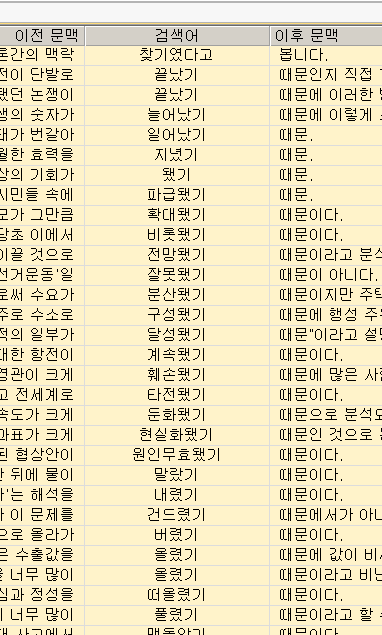 이전 문맥 검색어 이후 문맥
혼간의 맥락 찾기였다고 봅니다.
전이 단발로 끝났기 때문인지 직접
됐던 논쟁이 끝났기 때문에 이러한
생의 숫자가 늘어났기 때문에 이렇게
태가 번갈아 일어났기 때문.
월한 효력을 지녔기 때문.
상의 기회가 됐기 때문.
시민들 속에 파급됐기 때문.
모가 그만큼 확대됐기 때문이다.
당초 이에서 비롯됐기 때문이다.
이끌 것으로 전망됐기 때문이라고 분석
선거운동'일 잘못됐기 때문이 아니다.
로써 수요가 분산됐기 때문이지만 주택
주로 수소로 구성됐기 때문에 행성 주
적의 일부가 달성됐기 때문"이라고 설명
대한 항전이 계속됐기 때문이다.
경관이 크게 훼손됐기 때문에 많은 사
고 전세계로 타전됐기 때문이다.
속도가 크게 둔화됐기 때문으로 분석
과표가 크게 현실화됐기 때문인 것으로
된 협상안이 원인무효됐기 때문이다.
뒤에 물이 말랐기 때문이다.
'는 해석을 내렸기 때문이다.
이 문제를 건드렸기 때문에서가 아니
으로 올라가 버렸기 때문이다.
은 수출값을 올렸기 때문에 값이 비
너무 많이 올렸기 때문이라고 비난
심과 정성을 떠올렸기 때문이다.
너무 많이 풀렸기 때문이라고 할